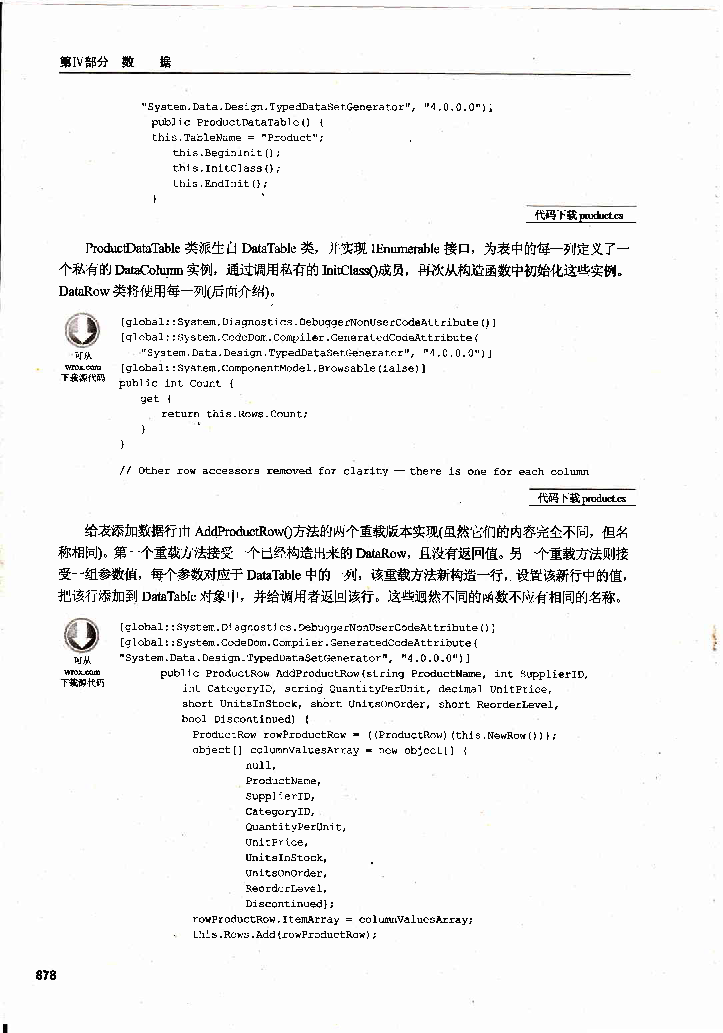 第IV部分 数 据
"System.Data.Design.TypedDataSetGenerator", "4.0.0.0");
public ProductDataTable() {
this.TableName = "Product";
this.BeginInit();
this.InitClass();
this.EndInit();
}
代码下载 product.cs
ProductDataTable 类派生自 DataTable 类，并实现 IEnumerable 接口，为表中的每一列定义了一
个私有的 DataColumn 实例，通过调用私有的 InitClass()成员，再次从构造函数中初始化这些实例。
DataRow 类将使用每一列(后面介绍)。
可从
wrox.com
下载源代码
[global::System.Diagnostics.DebuggerNonUserCodeAttribute()]
[global::System.CodeDom.Compiler.GeneratedCodeAttribute(
"System.Data.Design.TypedDataSetGenerator", "4.0.0.0")]
[global::System.ComponentModel.Browsable(false)]
public int Count {
get {
return this.Rows.Count;
}
}
// Other row accessors removed for clarity — there is one for each column
代码下载 product.cs
给表添加数据行由 AddProductRow()方法的两个重载版本实现(虽然它们的内容完全不同，但名
称相同)。第一个重载方法接受一个已经构造出来的 DataRow，且没有返回值。另一个重载方法则接
受一组参数值，每个参数对应于 DataTable 中的一列，该重载方法新构造一行，设置该新行中的值，
把该行添加到 DataTable 对象中，并给调用者返回该行。这些迥然不同的函数不应有相同的名称。
可从
wrox.com
下载源代码
[global::System.Diagnostics.DebuggerNonUserCodeAttribute()]
[global::System.CodeDom.Compiler.GeneratedCodeAttribute(
"System.Data.Design.TypedDataSetGenerator", "4.0.0.0")]
public ProductRow AddProductRow(string ProductName, int SupplierID,
int CategoryID, string QuantityPerUnit, decimal UnitPrice,
short UnitsInStock, short UnitsOnOrder, short ReorderLevel,
bool Discontinued) {
ProductRow rowProductRow = ((ProductRow)(this.NewRow()));
object[] columnValuesArray = new object[] {
null,
ProductName,
SupplierID,
CategoryID,
QuantityPerUnit,
UnitPrice,
UnitsInStock,
UnitsOnOrder,
ReorderLevel,
Discontinued};
rowProductRow.ItemArray = columnValuesArray;
this.Rows.Add(rowProductRow);
878